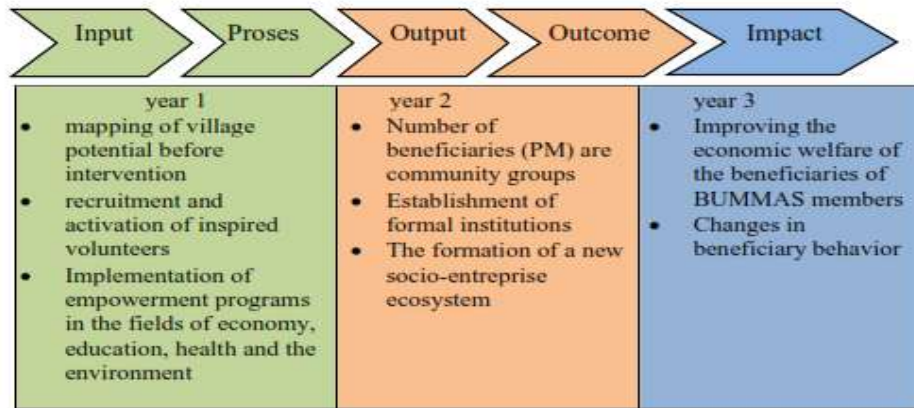 Input
Proses
Output
Outcome
Impact
year 1
• mapping of village
potential before
intervention
• recruitment and
activation of inspired
volunteers
• Implementation of
empowerment programs
in the fields of economy,
education, health and the
environment
year 2
• Number of
beneficiaries (PM) are
community groups
• Establishment of
formal institutions
• The formation of a new
socio-entreprise
ecosystem
year 3
• Improving the
economic welfare of
the beneficiaries of
BUMMAS members
• Changes in
beneficiary behavior